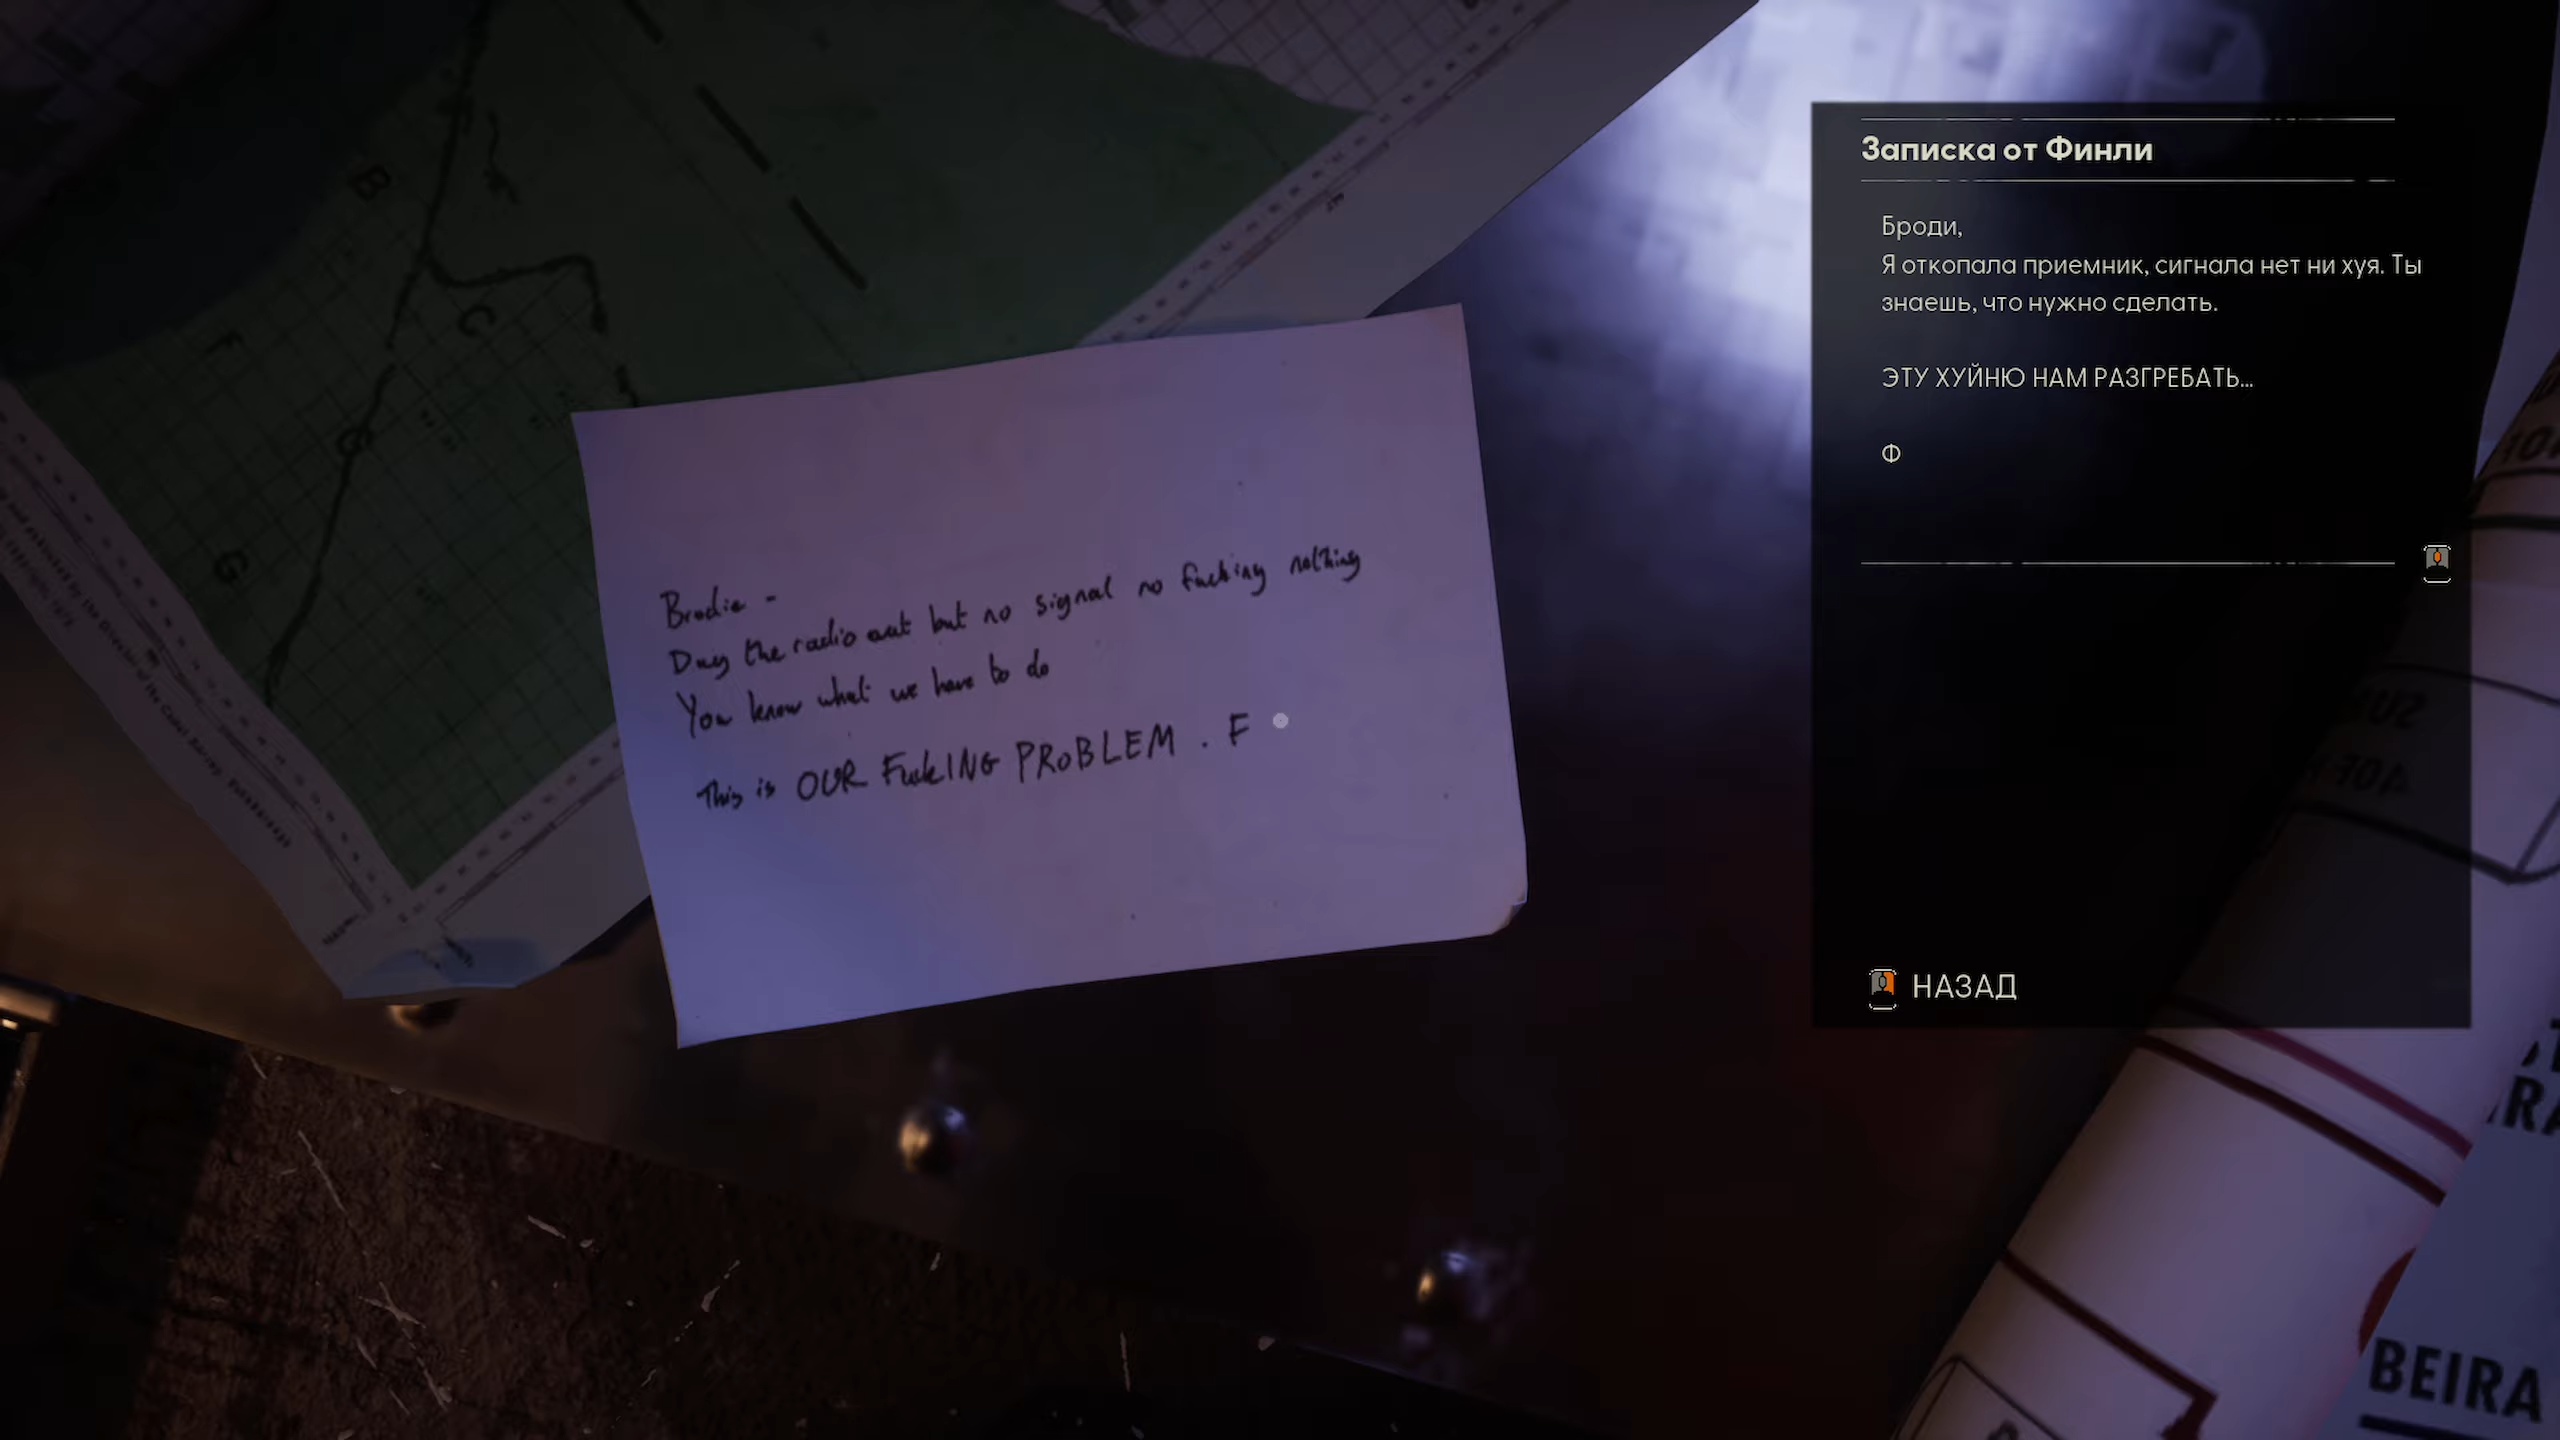 Brodie -
Dug the radio out but no signal no fucking nothing
You know what we have to do
This is OUR FuckING PROBLEM . F
Записка от Финли
Броди,
Я откопала приемник, сигнала нет ни хуя. Ты
знаешь, что нужно сделать.
ЭТУ ХУЙНЮ НАМ РАЗГРЕБАТЬ...
Ф
НАЗАД
B
C
F
G
G
BEIRA